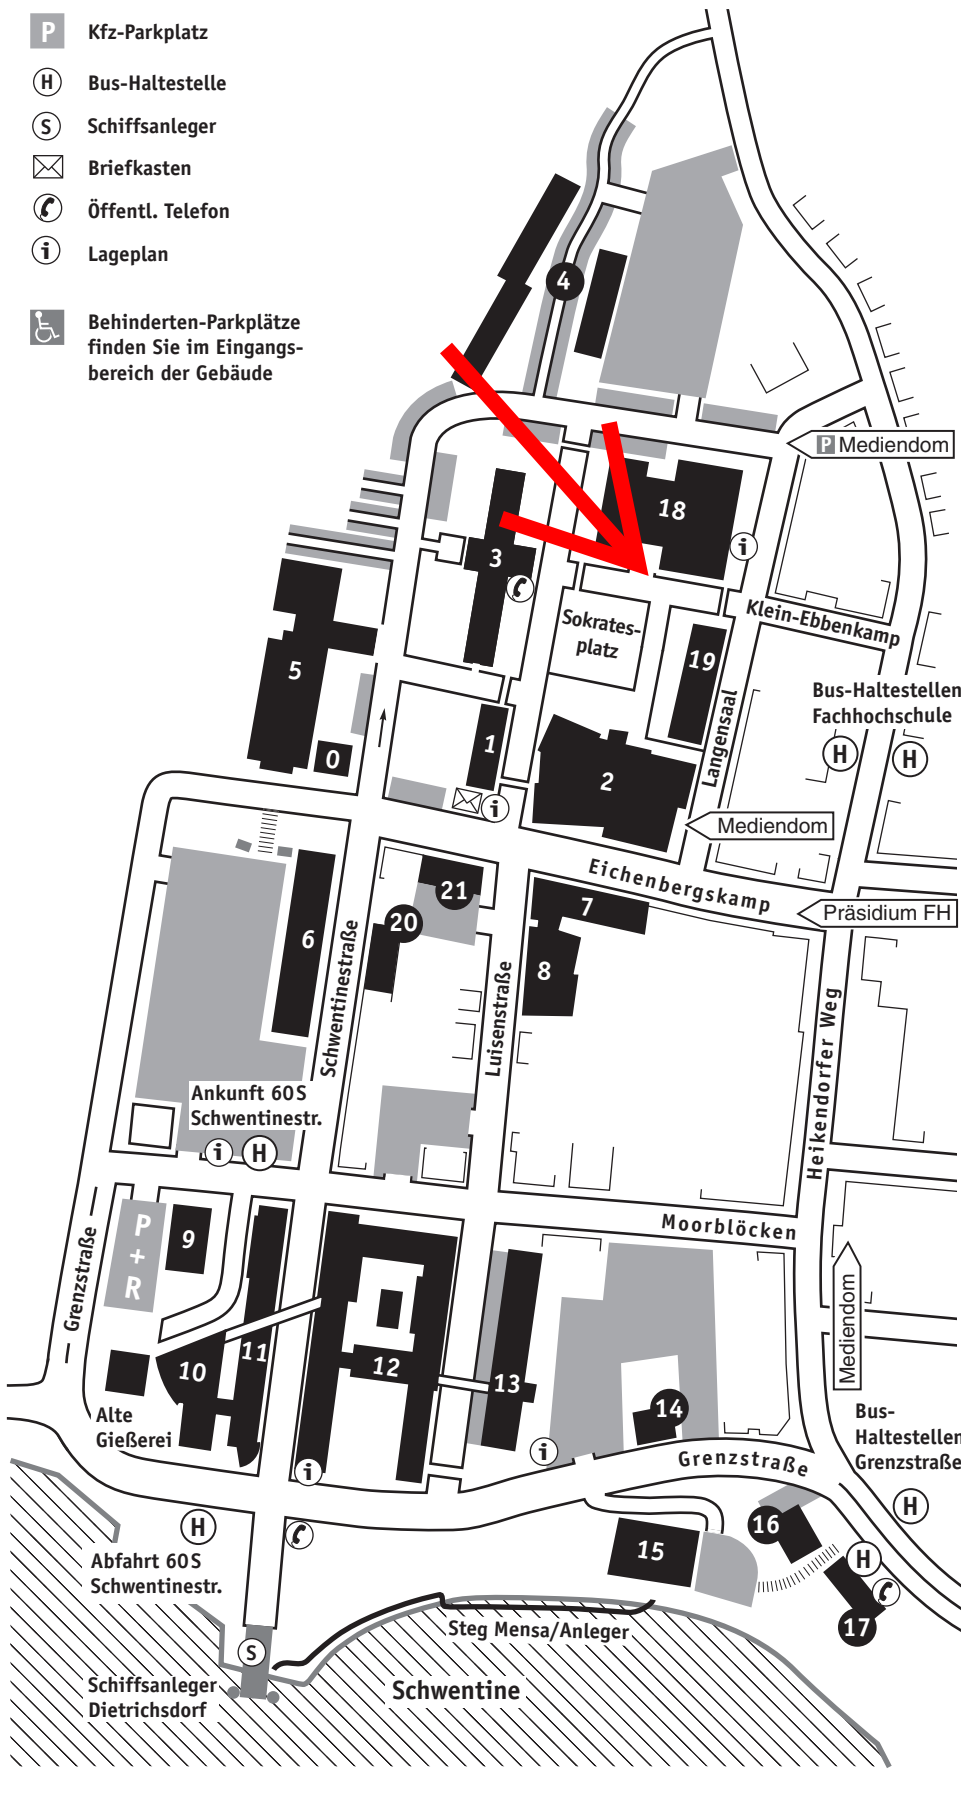 P Kfz-Parkplatz
H Bus-Haltestelle
S Schiffsanleger
Briefkasten
Öffentl. Telefon
i Lageplan
Behinderten-Parkplätze
finden Sie im Eingangs-
bereich der Gebäude
4
P Mediendom
18
i
3
Klein-Ebbenkamp
Sokrates-
platz
19
5
Bus-Haltestellen
Fachhochschule
H H
Langensaal
1
0
2
i
Mediendom
Eichenbergskamp
21
7
20
Präsidium FH
6
8
Schwentinestraße
Luisenstraße
Heikendorfer Weg
Ankunft 60S
Schwentinestr.
i H
Moorblöcken
P
+
R
9
Grenzstraße
Mediendom
11
10
12
13
14
Alte
Gießerei
Bus-
Haltestellen
Grenzstraße
i
i
Grenzstraße
H
H
16
15
H
Abfahrt 60S
Schwentinestr.
17
Steg Mensa/Anleger
S
Schiffsanleger
Dietrichsdorf
Schwentine